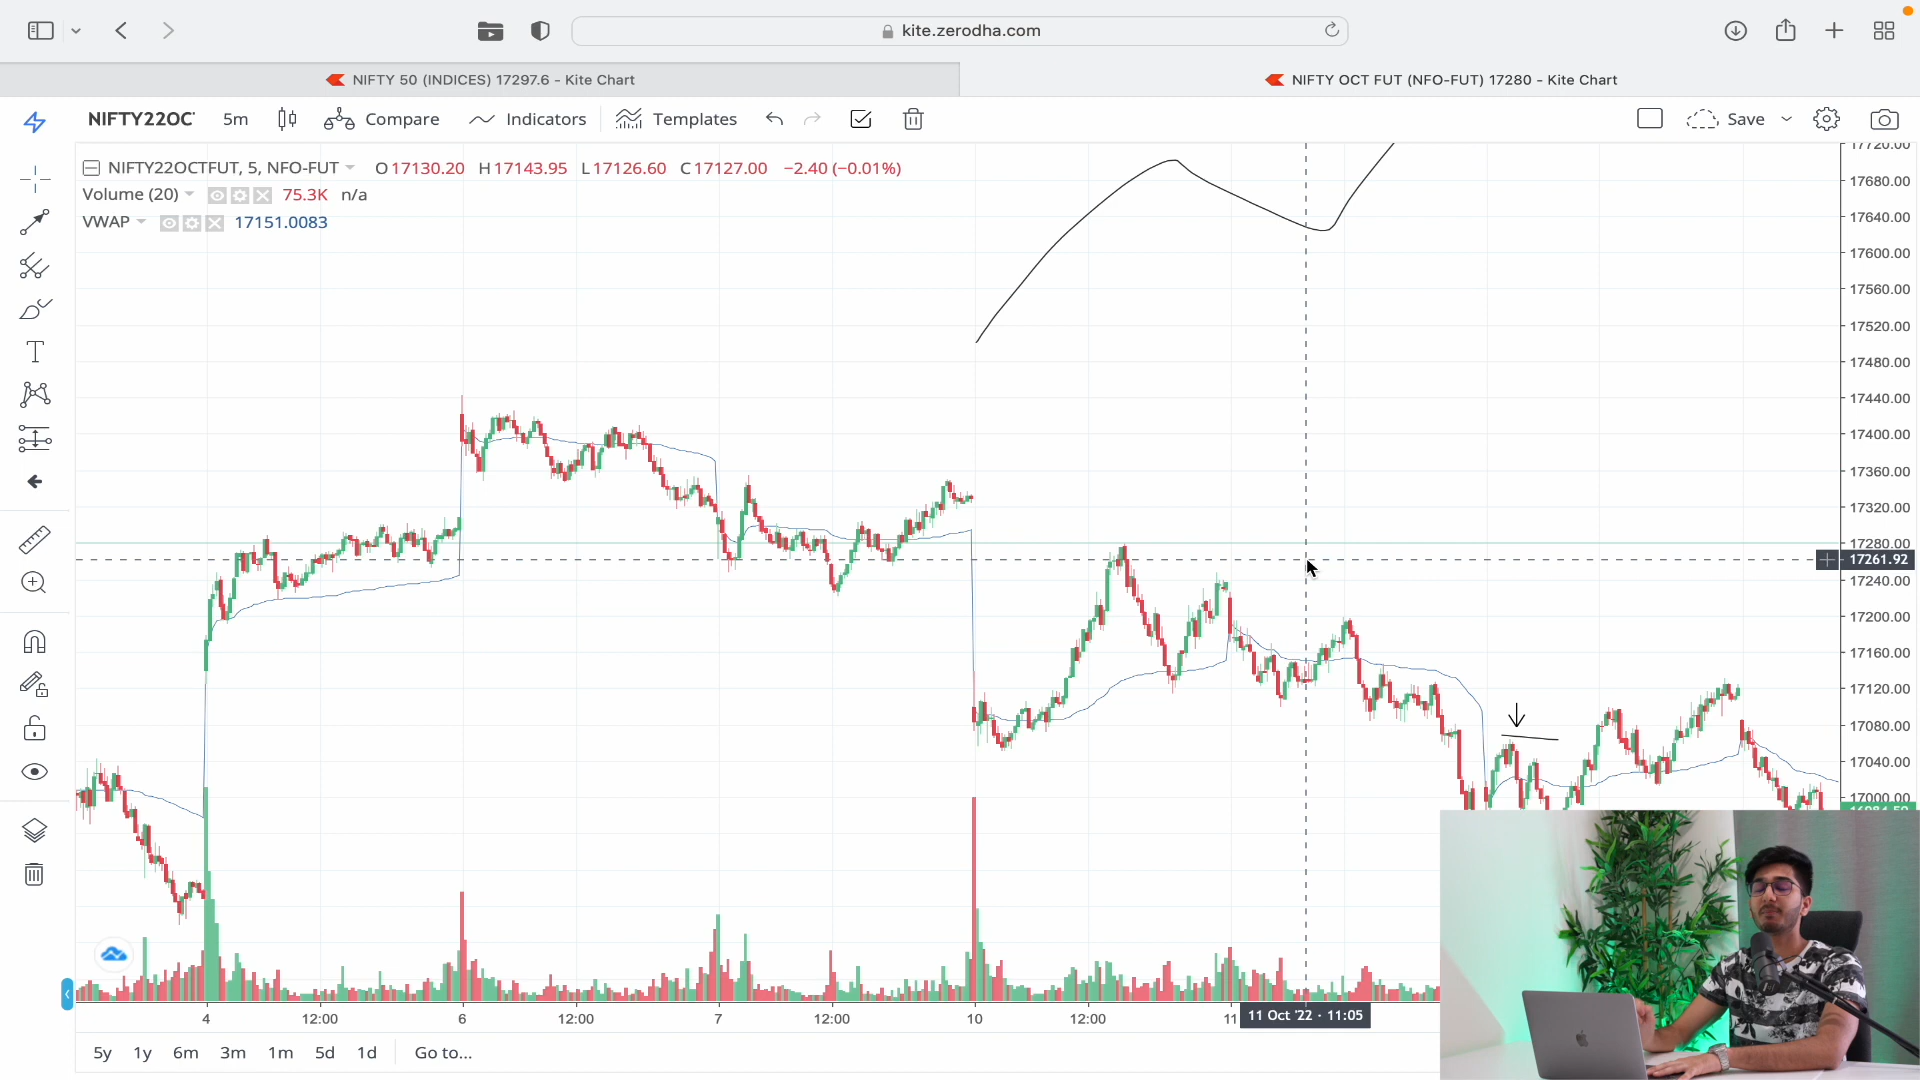 kite.zerodha.com
NIFTY 50 (INDICES) 17297.6 - Kite Chart
NIFTY OCT FUT (NFO-FUT) 17280 - Kite Chart
NIFTY22OC
5m
Compare
Indicators
Templates
Save
NIFTY22OCTFUT, 5, NFO-FUT O17130.20 H17143.95 L17126.60 C17127.00 −2.40 (−0.01%)
Volume (20) 75.3K n/a
VWAP 17151.0083
17720.00
17680.00
17640.00
17600.00
17560.00
17520.00
17480.00
17440.00
17400.00
17360.00
17320.00
17280.00
17261.92
17240.00
17200.00
17160.00
17120.00
17080.00
17040.00
17000.00
4 12:00 6 12:00 7 12:00 10 12:00 11 11 Oct '22 · 11:05
5y 1y 6m 3m 1m 5d 1d Go to...